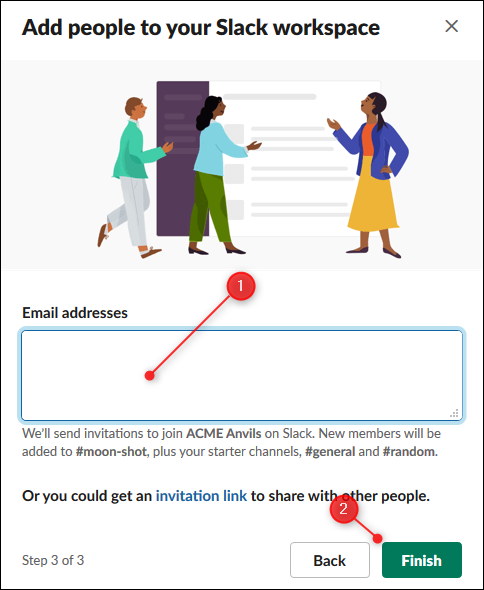 Add people to your Slack workspace
1
Email addresses
We'll send invitations to join ACME Anvils on Slack. New members will be
added to #moon-shot, plus your starter channels, #general and #random.
Or you could get an invitation link to share with other people.
2
Step 3 of 3
Back
Finish